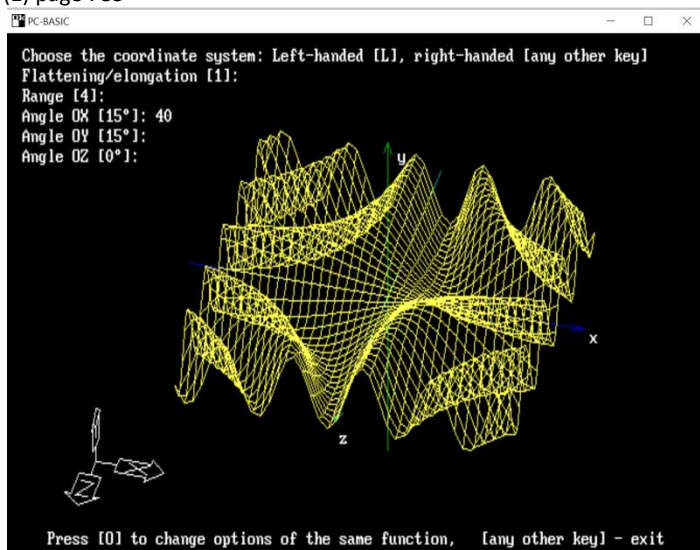 PC-BASIC
Choose the coordinate system: Left-handed [L], right-handed [any other key]
Flattening/elongation [1]:
Range [4]:
Angle OX [15°]: 40
Angle OY [15°]:
Angle OZ [0°]:
y
x
z
Z
Press [O] to change options of the same function, [any other key] - exit